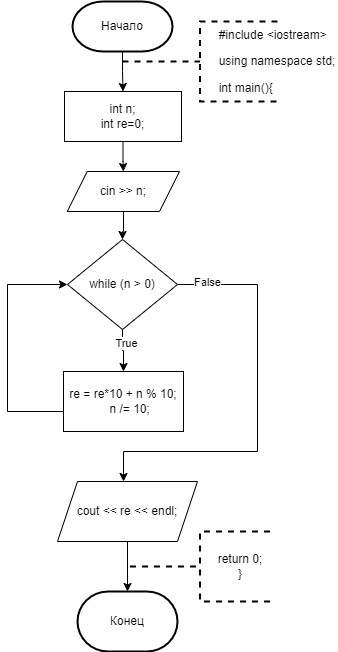 Начало
#include <iostream>
using namespace std;
int main(){
int n;
int re=0;
cin >> n;
while (n > 0)
False
True
re = re*10 + n % 10;
n /= 10;
cout << re << endl;
return 0;
}
Конец